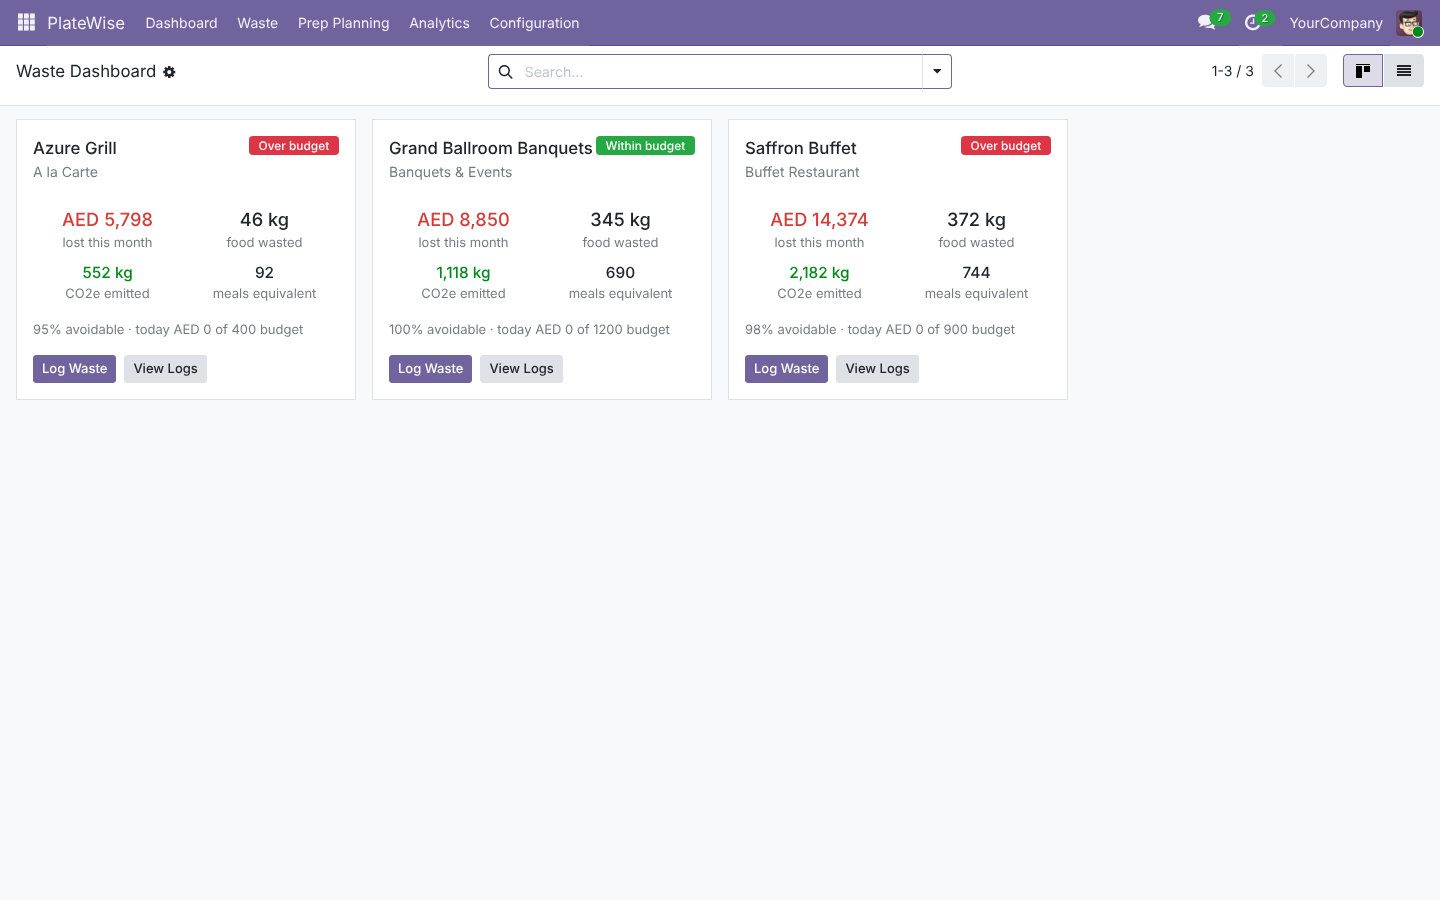 PlateWise Dashboard Waste Prep Planning Analytics Configuration 7 2 YourCompany
Waste Dashboard Search... 1-3 / 3
Azure Grill Over budget
A la Carte
AED 5,798 46 kg
lost this month food wasted
552 kg 92
CO2e emitted meals equivalent
95% avoidable · today AED 0 of 400 budget
Log Waste View Logs
Grand Ballroom Banquets Within budget
Banquets & Events
AED 8,850 345 kg
lost this month food wasted
1,118 kg 690
CO2e emitted meals equivalent
100% avoidable · today AED 0 of 1200 budget
Log Waste View Logs
Saffron Buffet Over budget
Buffet Restaurant
AED 14,374 372 kg
lost this month food wasted
2,182 kg 744
CO2e emitted meals equivalent
98% avoidable · today AED 0 of 900 budget
Log Waste View Logs